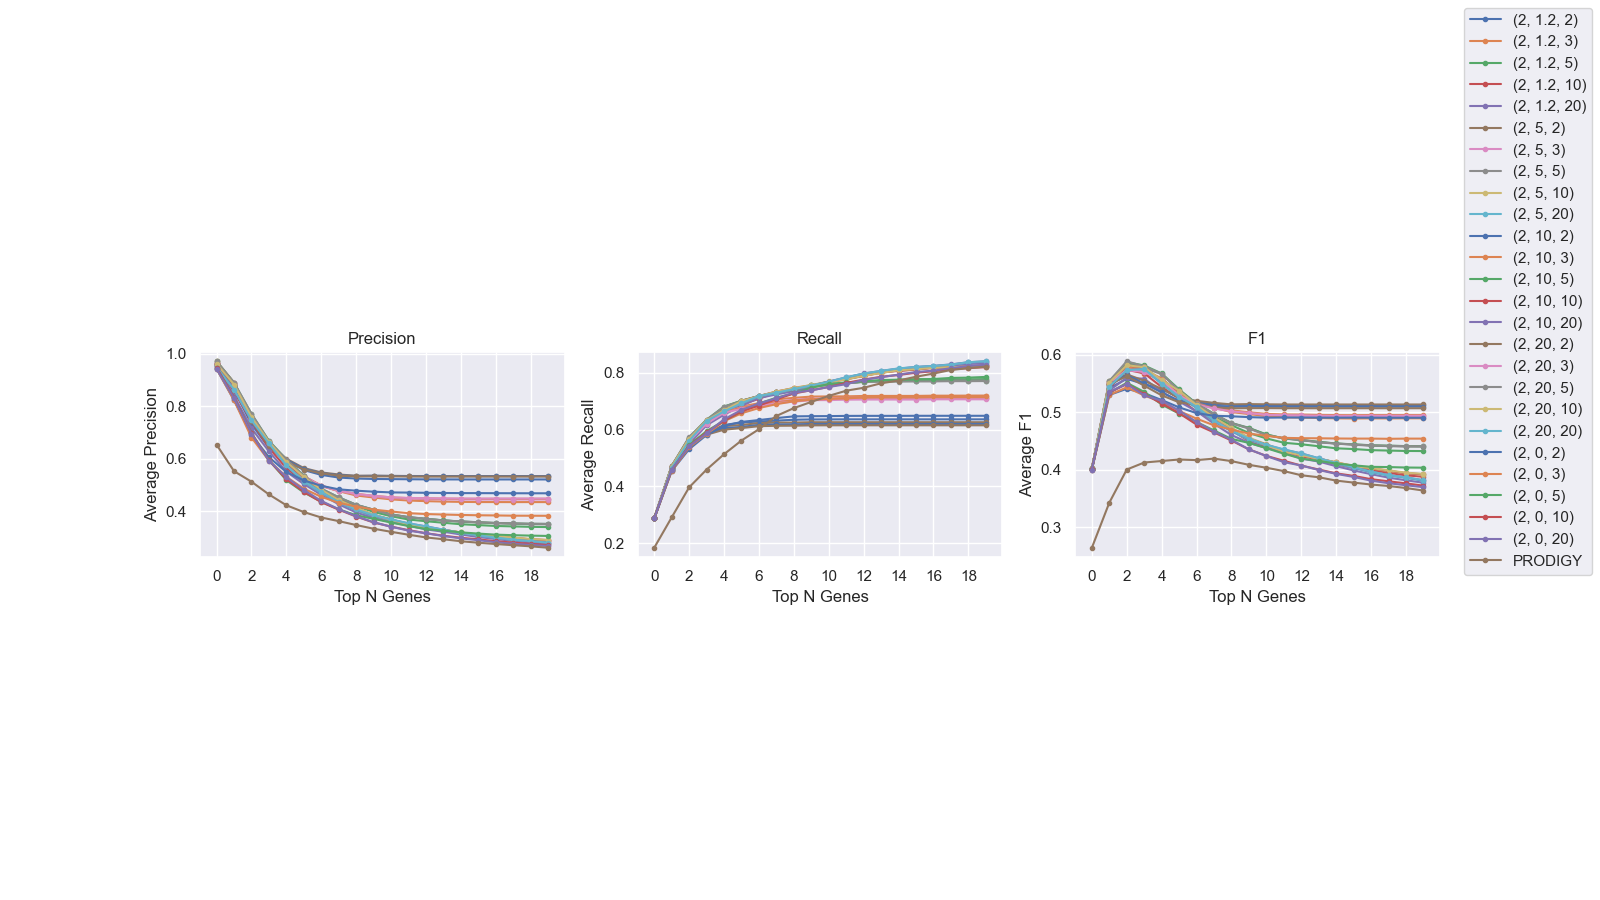 Precision
Average Precision
1.0
0.8
0.6
0.4
0 2 4 6 8 10 12 14 16 18
Top N Genes
Recall
Average Recall
0.8
0.6
0.4
0.2
0 2 4 6 8 10 12 14 16 18
Top N Genes
F1
Average F1
0.6
0.5
0.4
0.3
0 2 4 6 8 10 12 14 16 18
Top N Genes
(2, 1.2, 2)
(2, 1.2, 3)
(2, 1.2, 5)
(2, 1.2, 10)
(2, 1.2, 20)
(2, 5, 2)
(2, 5, 3)
(2, 5, 5)
(2, 5, 10)
(2, 5, 20)
(2, 10, 2)
(2, 10, 3)
(2, 10, 5)
(2, 10, 10)
(2, 10, 20)
(2, 20, 2)
(2, 20, 3)
(2, 20, 5)
(2, 20, 10)
(2, 20, 20)
(2, 0, 2)
(2, 0, 3)
(2, 0, 5)
(2, 0, 10)
(2, 0, 20)
PRODIGY